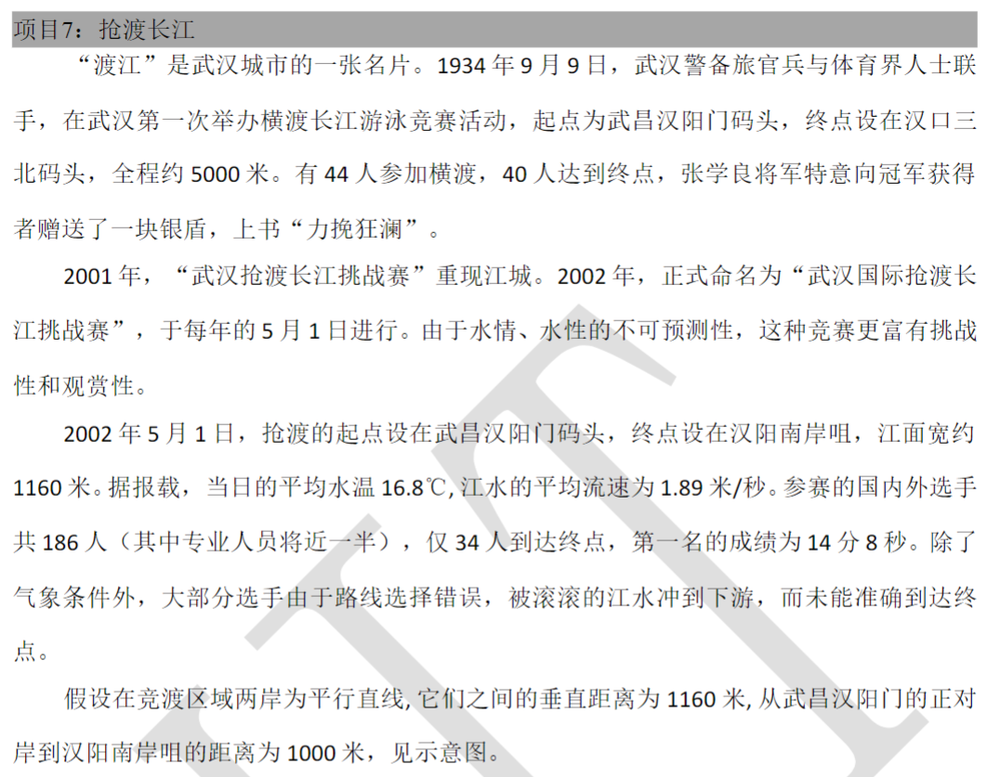 项目7：抢渡长江
“渡江”是武汉城市的一张名片。1934 年 9 月 9 日，武汉警备旅官兵与体育界人士联
手，在武汉第一次举办横渡长江游泳竞赛活动，起点为武昌汉阳门码头，终点设在汉口三
北码头，全程约 5000 米。有 44 人参加横渡，40 人达到终点，张学良将军特意向冠军获得
者赠送了一块银盾，上书“力挽狂澜”。
2001 年，“武汉抢渡长江挑战赛”重现江城。2002 年，正式命名为“武汉国际抢渡长
江挑战赛”，于每年的 5 月 1 日进行。由于水情、水性的不可预测性，这种竞赛更富有挑战
性和观赏性。
2002 年 5 月 1 日，抢渡的起点设在武昌汉阳门码头，终点设在汉阳南岸咀，江面宽约
1160 米。据报载，当日的平均水温 16.8℃, 江水的平均流速为 1.89 米/秒。参赛的国内外选手
共 186 人（其中专业人员将近一半），仅 34 人到达终点，第一名的成绩为 14 分 8 秒。除了
气象条件外，大部分选手由于路线选择错误，被滚滚的江水冲到下游，而未能准确到达终
点。
假设在竞渡区域两岸为平行直线, 它们之间的垂直距离为 1160 米, 从武昌汉阳门的正对
岸到汉阳南岸咀的距离为 1000 米，见示意图。